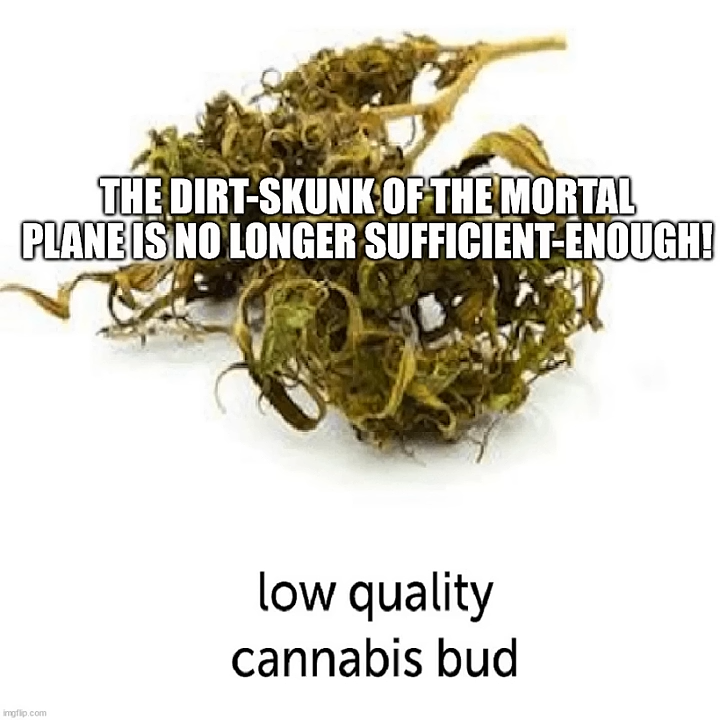 THE DIRT-SKUNK OF THE MORTAL
PLANE IS NO LONGER SUFFICIENT-ENOUGH!
low quality
cannabis bud
imgflip.com